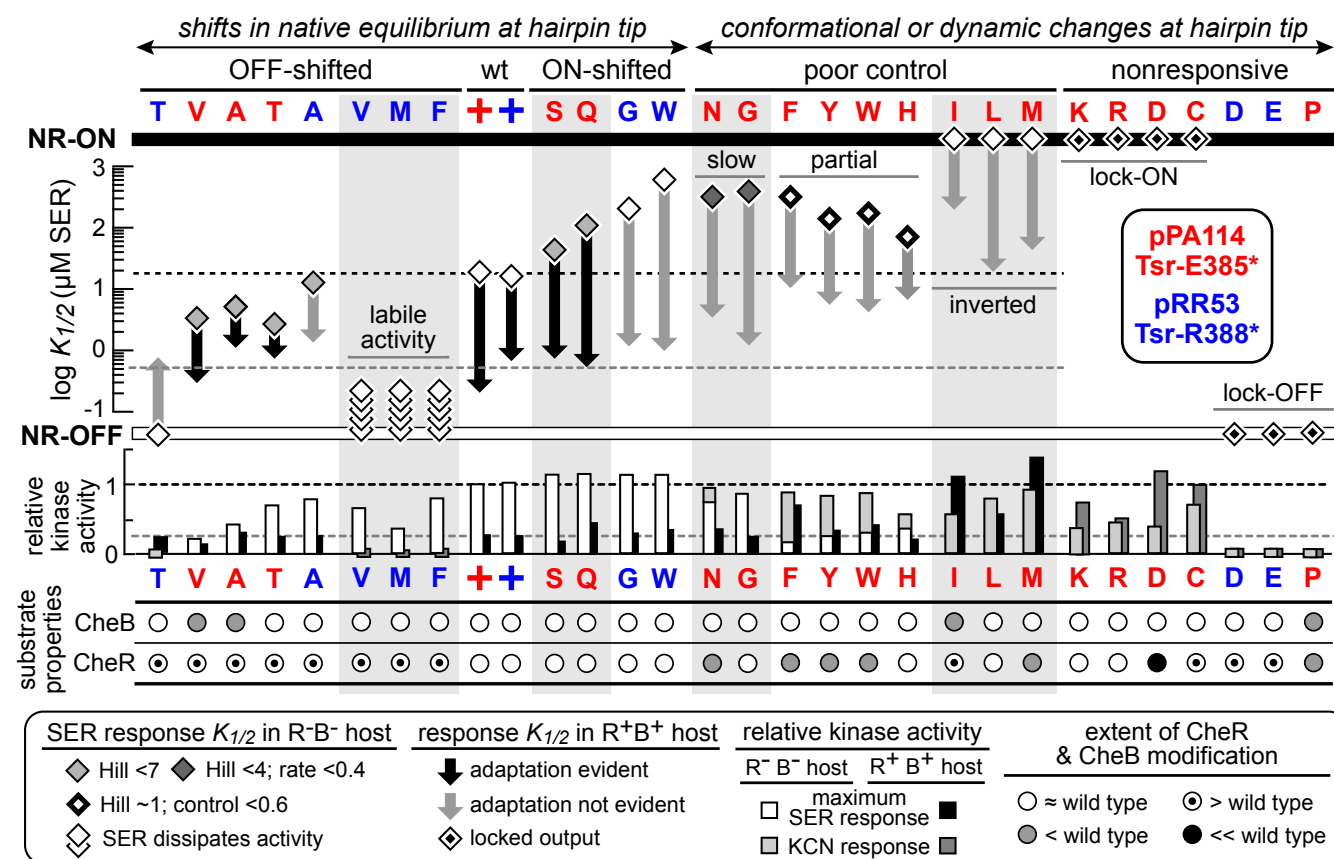 shifts in native equilibrium at hairpin tip conformational or dynamic changes at hairpin tip
OFF-shifted wt ON-shifted poor control nonresponsive
T V A T A V M F + + S Q G W N G F Y W H I L M K R D C D E P
NR-ON
3
2
1
0
-1
log K1/2 (µM SER)
slow partial
lock-ON
labile
activity
inverted
pPA114
Tsr-E385*
pRR53
Tsr-R388*
lock-OFF
NR-OFF
relative
kinase
activity
1
0
T V A T A V M F + + S Q G W N G F Y W H I L M K R D C D E P
substrate
properties
CheB
CheR
SER response K1/2 in R-B- host
Hill <7 Hill <4; rate <0.4
Hill ~1; control <0.6
SER dissipates activity
response K1/2 in R+B+ host
adaptation evident
adaptation not evident
locked output
relative kinase activity
R- B- host R+ B+ host
maximum
SER response
KCN response
extent of CheR
& CheB modification
≈ wild type > wild type
< wild type << wild type